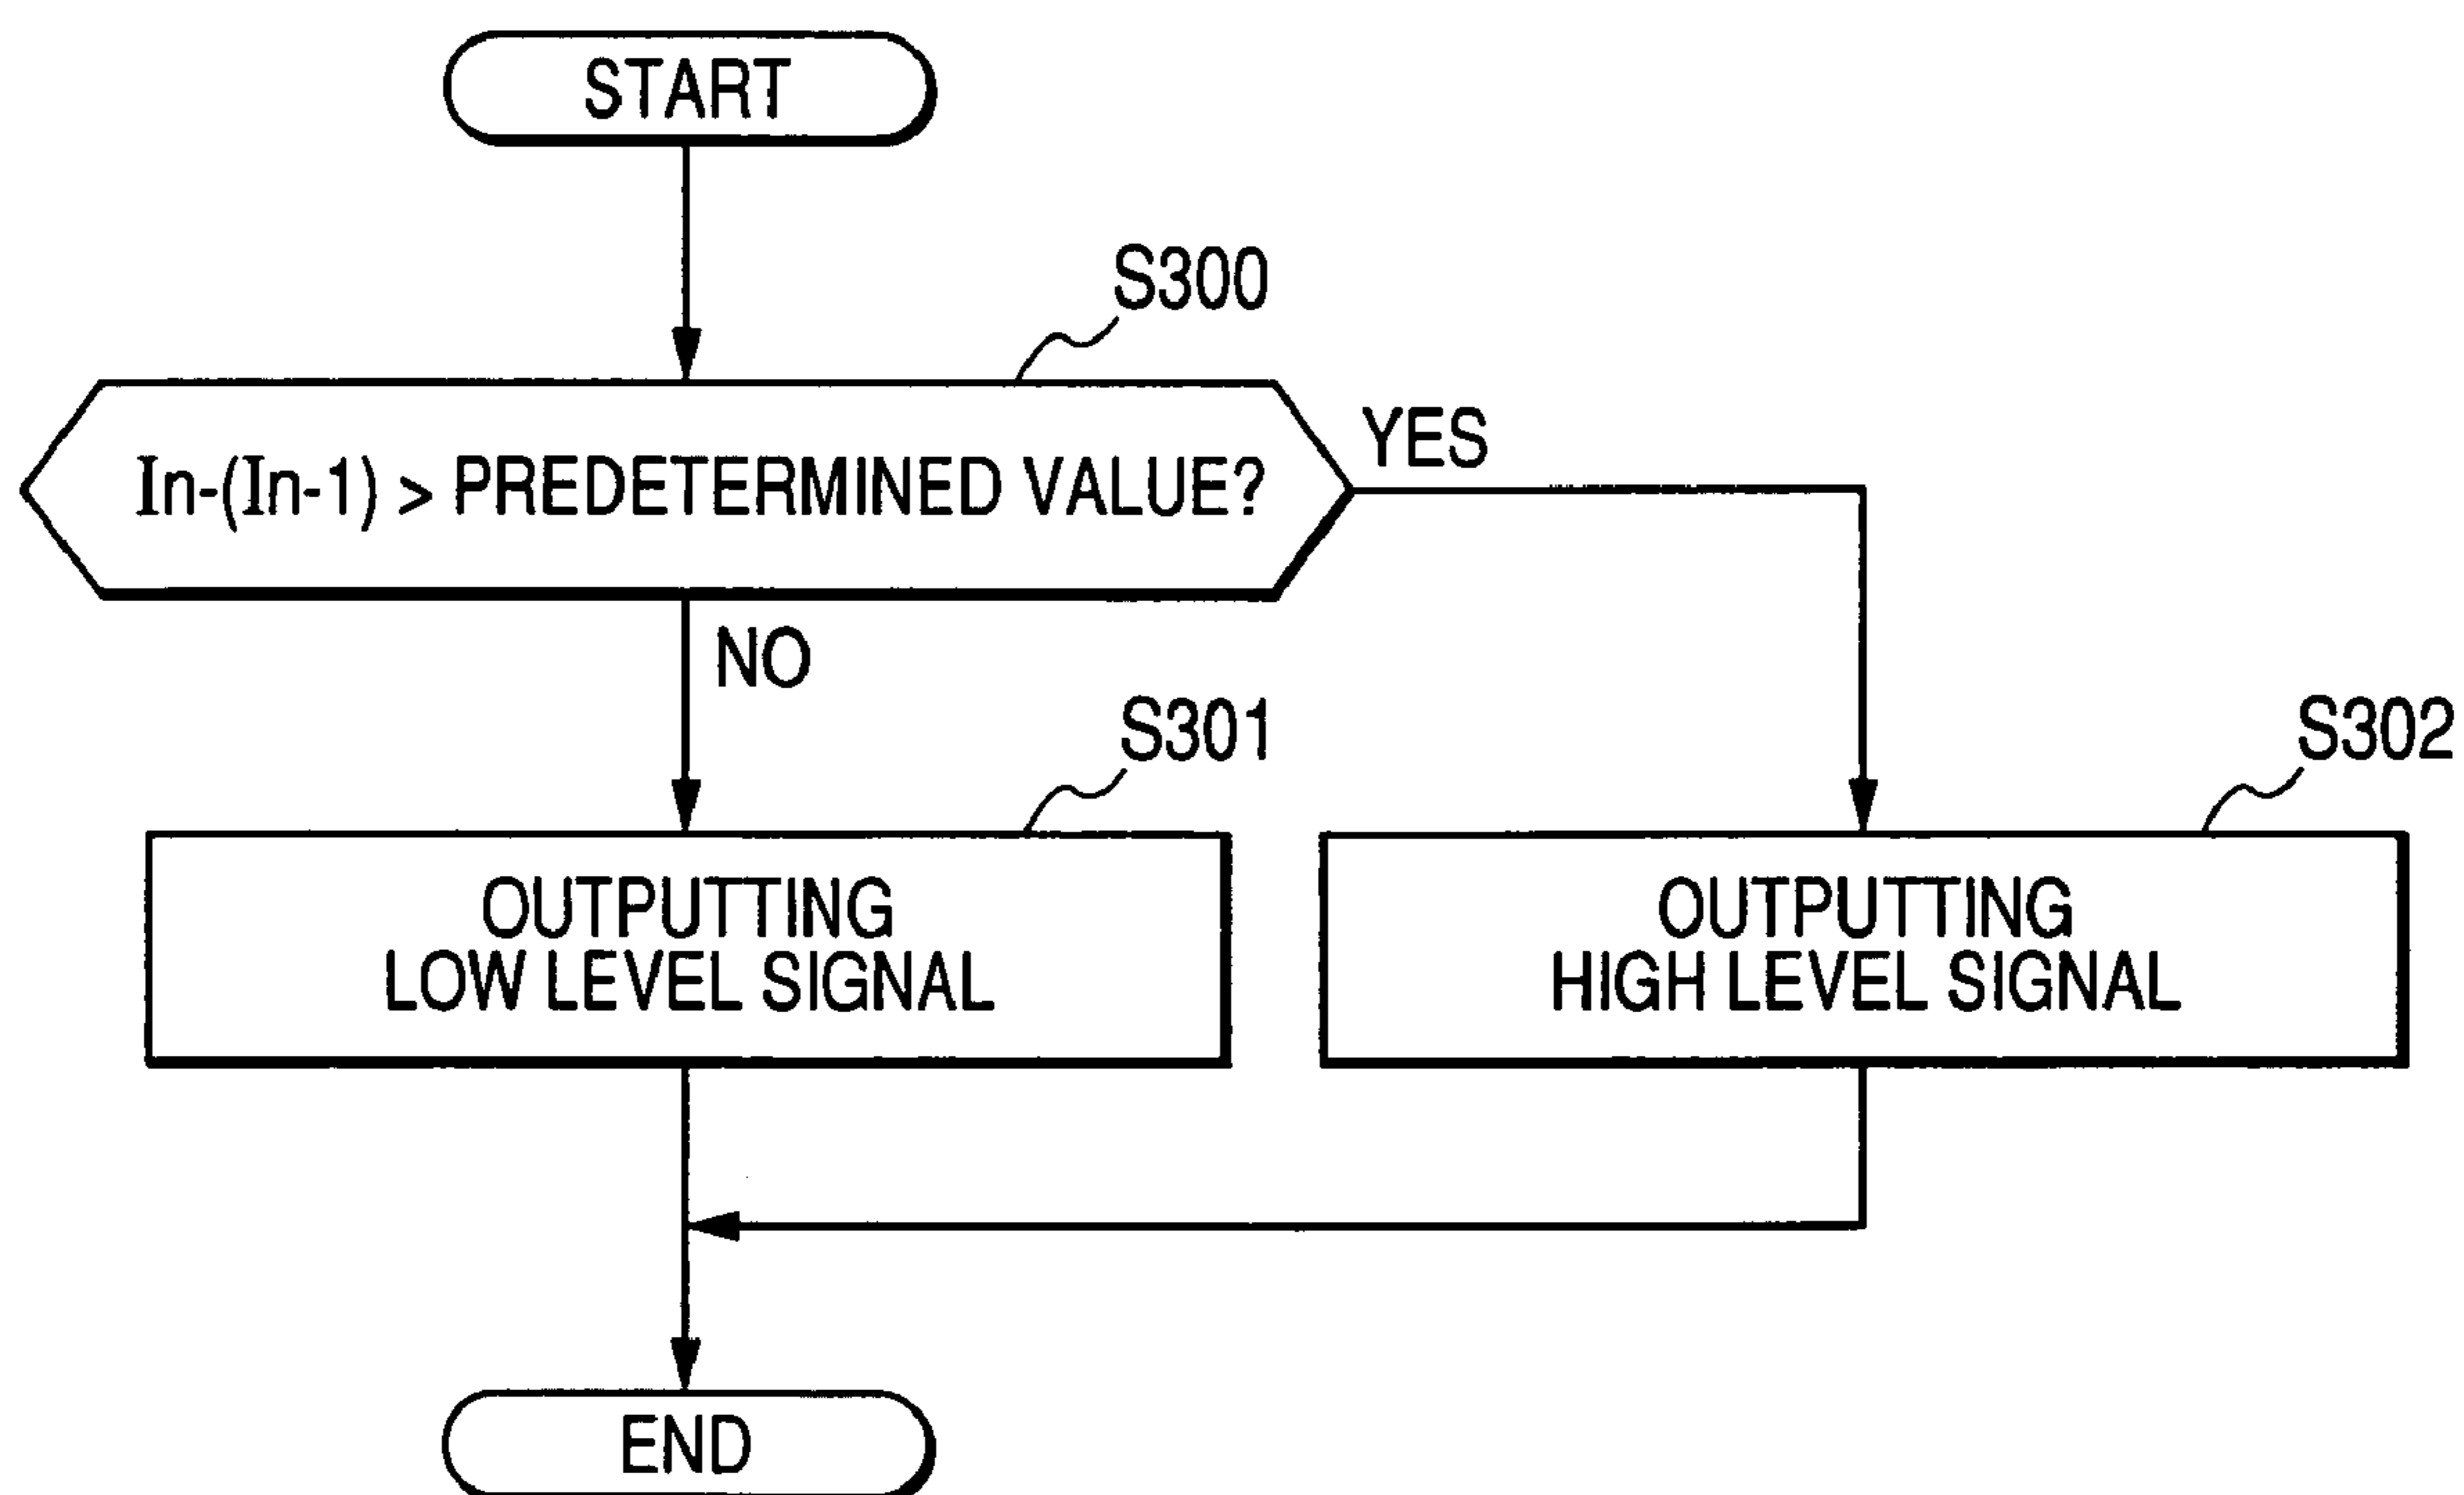 START
S300
In-(In-1) > PREDETERMINED VALUE?
YES
NO
S301
S302
OUTPUTTING
LOW LEVEL SIGNAL
OUTPUTTING
HIGH LEVEL SIGNAL
END